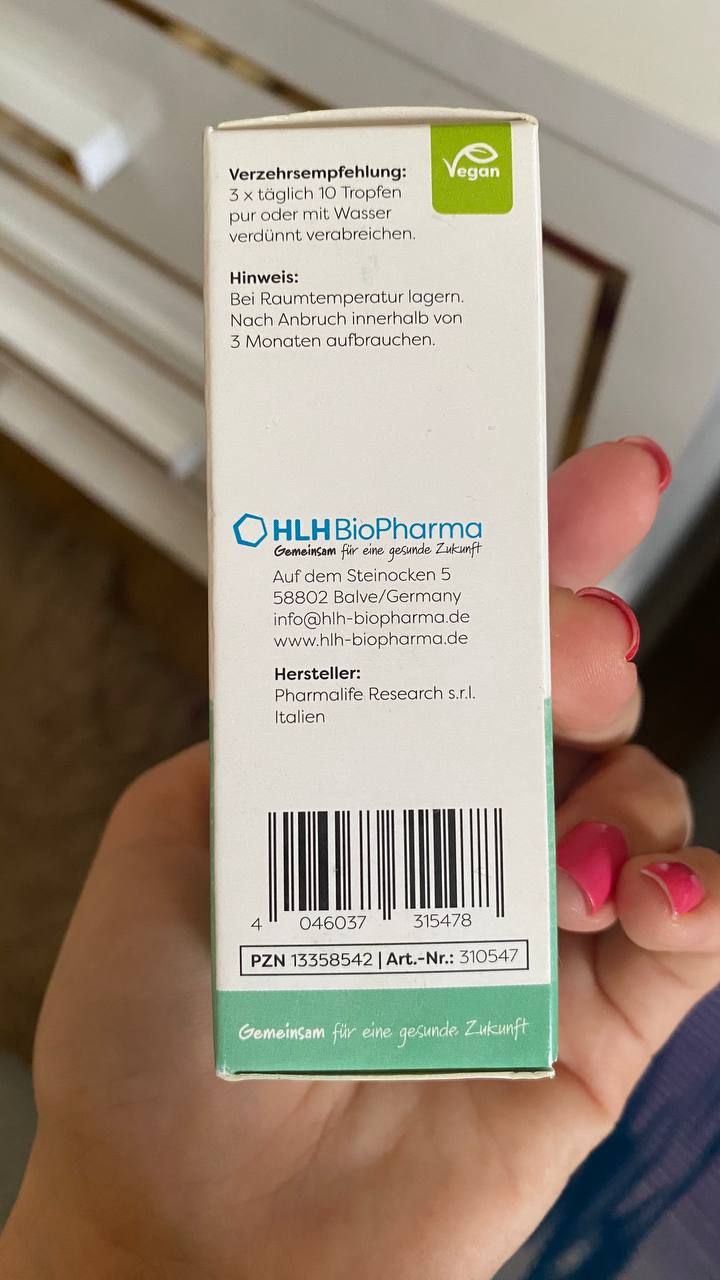 Verzehrsempfehlung:
3 x täglich 10 Tropfen
pur oder mit Wasser
verdünnt verabreichen.
Vegan
Hinweis:
Bei Raumtemperatur lagern.
Nach Anbruch innerhalb von
3 Monaten aufbrauchen.
HLH BioPharma
Gemeinsam für eine gesunde Zukunft
Auf dem Steinocken 5
58802 Balve/Germany
info@hlh-biopharma.de
www.hlh-biopharma.de
Hersteller:
Pharmalife Research s.r.l.
Italien
4 046037 315478
PZN 13358542 | Art.-Nr.: 310547
Gemeinsam für eine gesunde Zukunft